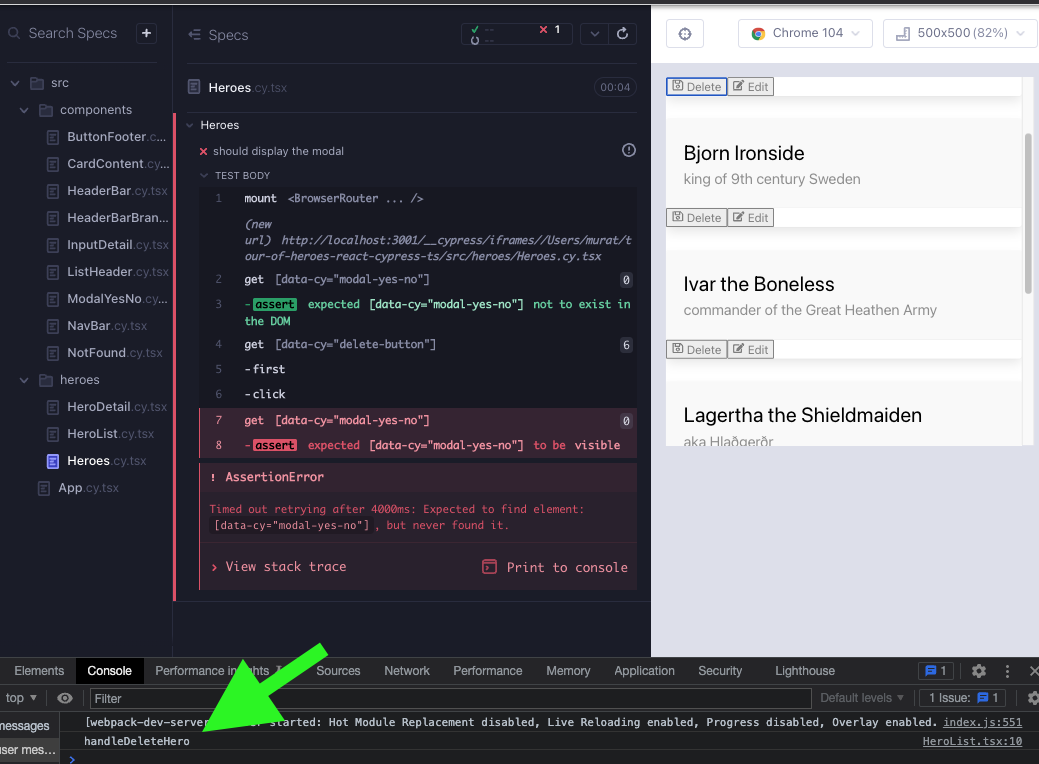 Search Specs
+
src
components
ButtonFooter.c...
CardContent.cy...
HeaderBar.cy.tsx
HeaderBarBran...
InputDetail.cy.tsx
ListHeader.cy.tsx
ModalYesNo.cy...
NavBar.cy.tsx
NotFound.cy.tsx
heroes
HeroDetail.cy.tsx
HeroList.cy.tsx
Heroes.cy.tsx
App.cy.tsx
Specs
-- 1
--
Heroes.cy.tsx 00:04
Heroes
should display the modal
TEST BODY
1 mount <BrowserRouter ... />
(new
url) http://localhost:3001/__cypress/iframes//Users/murat/t
our-of-heroes-react-cypress-ts/src/heroes/Heroes.cy.tsx
2 get [data-cy="modal-yes-no"] 0
3 -assert expected [data-cy="modal-yes-no"] not to exist in
the DOM
4 get [data-cy="delete-button"] 6
5 -first
6 -click
7 get [data-cy="modal-yes-no"] 0
8 -assert expected [data-cy="modal-yes-no"] to be visible
! AssertionError
Timed out retrying after 4000ms: Expected to find element:
[data-cy="modal-yes-no"], but never found it.
> View stack trace Print to console
Chrome 104 500x500 (82%)
Delete Edit
Bjorn Ironside
king of 9th century Sweden
Delete Edit
Ivar the Boneless
commander of the Great Heathen Army
Delete Edit
Lagertha the Shieldmaiden
aka Hlaðgerðr
Elements Console Performance insights Sources Network Performance Memory Application Security Lighthouse 1
top Filter Default levels 1 Issue: 1
messages
user mes...
[webpack-dev-server started: Hot Module Replacement disabled, Live Reloading enabled, Progress disabled, Overlay enabled. index.js:551
handleDeleteHero HeroList.tsx:10
>